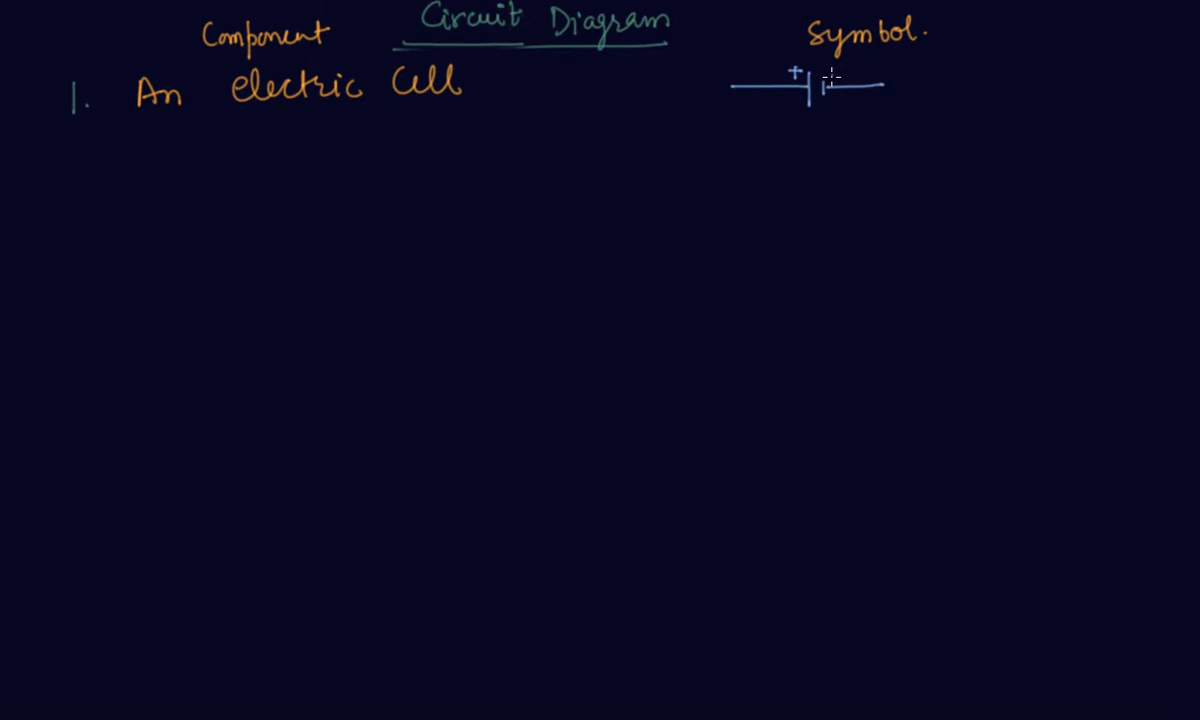 Circuit Diagram
Component Symbol.
1. An electric Cell
+